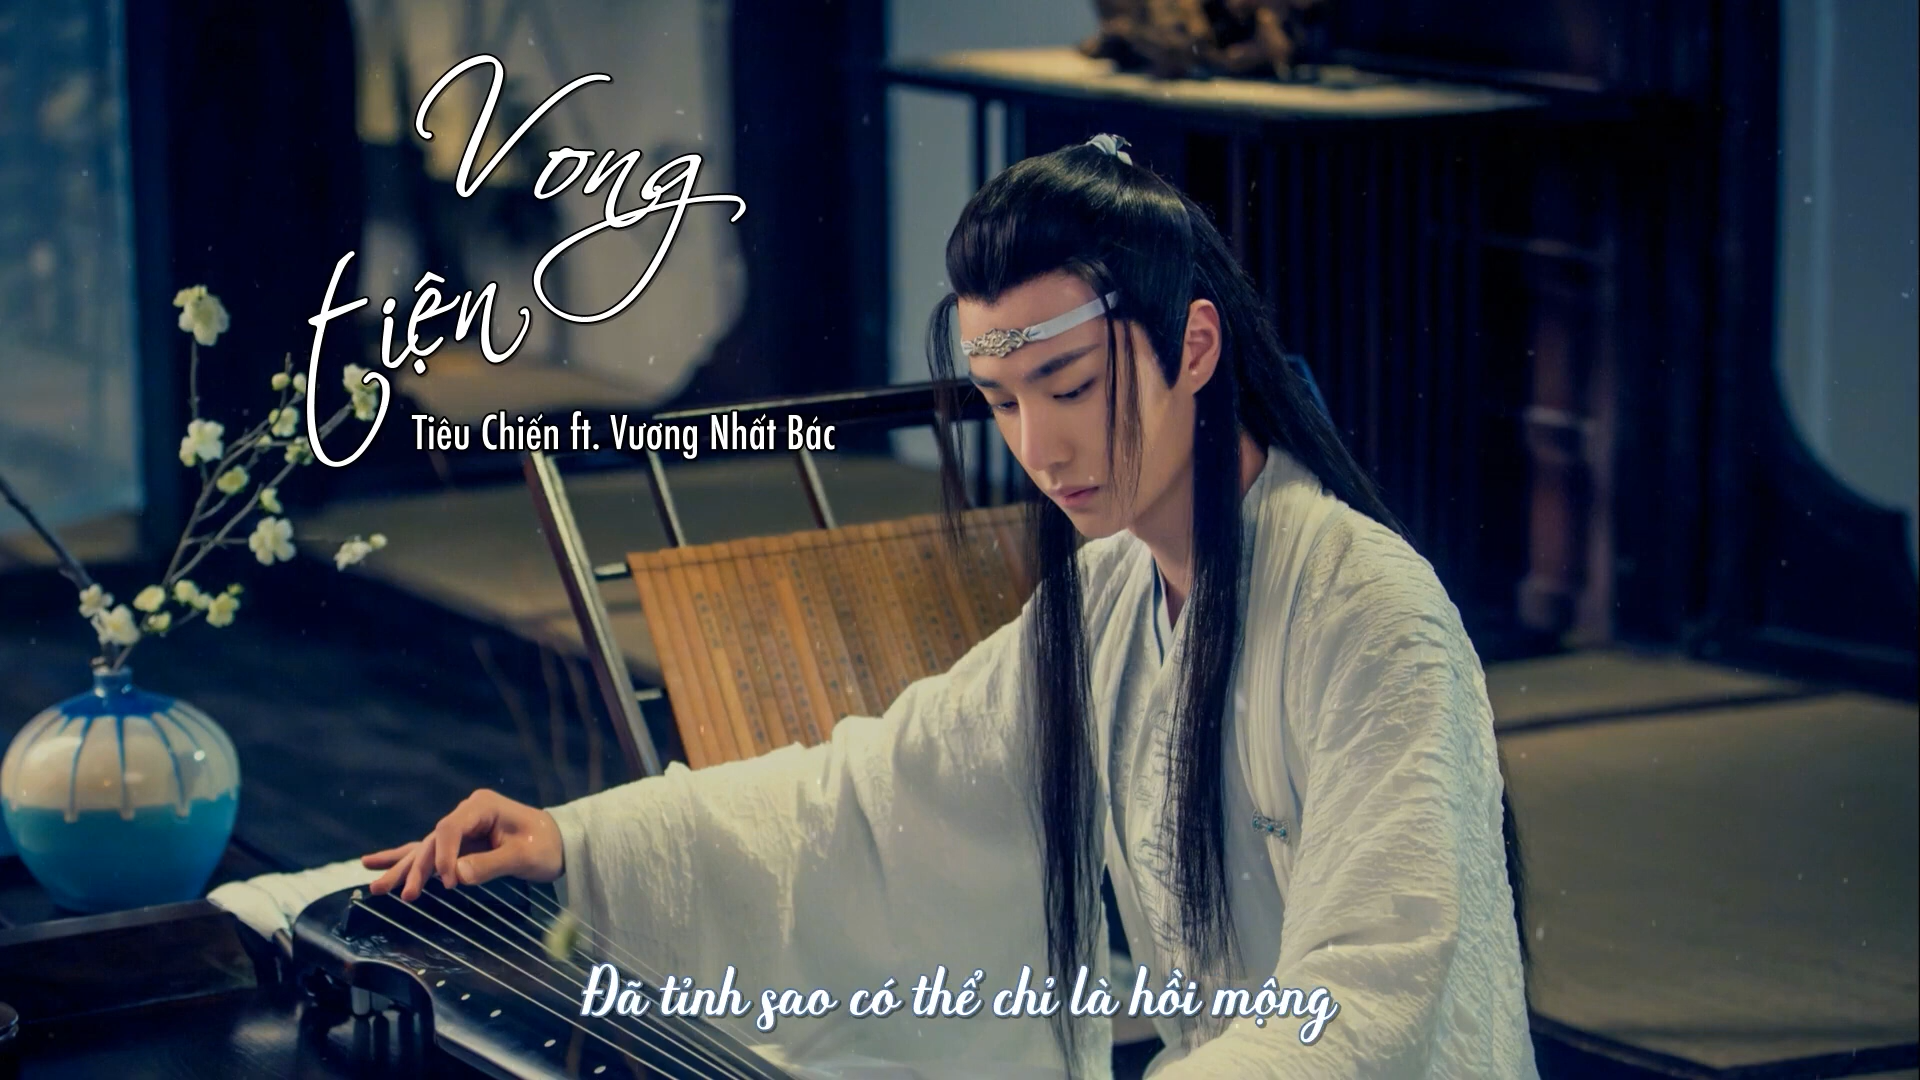 Vong
tiện
Tiêu Chiến ft. Vương Nhất Bác
Đã tỉnh sao có thể chỉ là hồi mộng